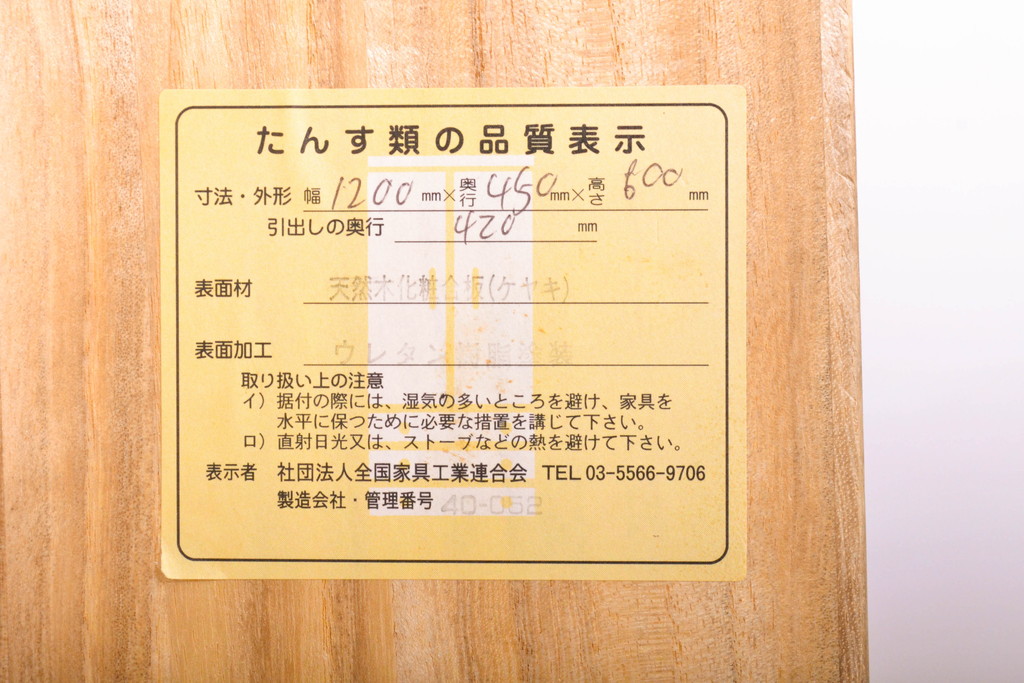 たんす類の品質表示
寸法・外形 幅 1200 mm×奥行 450 mm×高さ 600 mm
引出しの奥行 420 mm
表面材 天然木化粧合板(ケヤキ)
表面加工 ウレタン樹脂塗装
取り扱い上の注意
イ) 据付の際には、湿気の多いところを避け、家具を
水平に保つために必要な措置を講じて下さい。
ロ) 直射日光又は、ストーブなどの熱を避けて下さい。
表示者 社団法人全国家具工業連合会 TEL 03-5566-9706
製造会社・管理番号 40-052